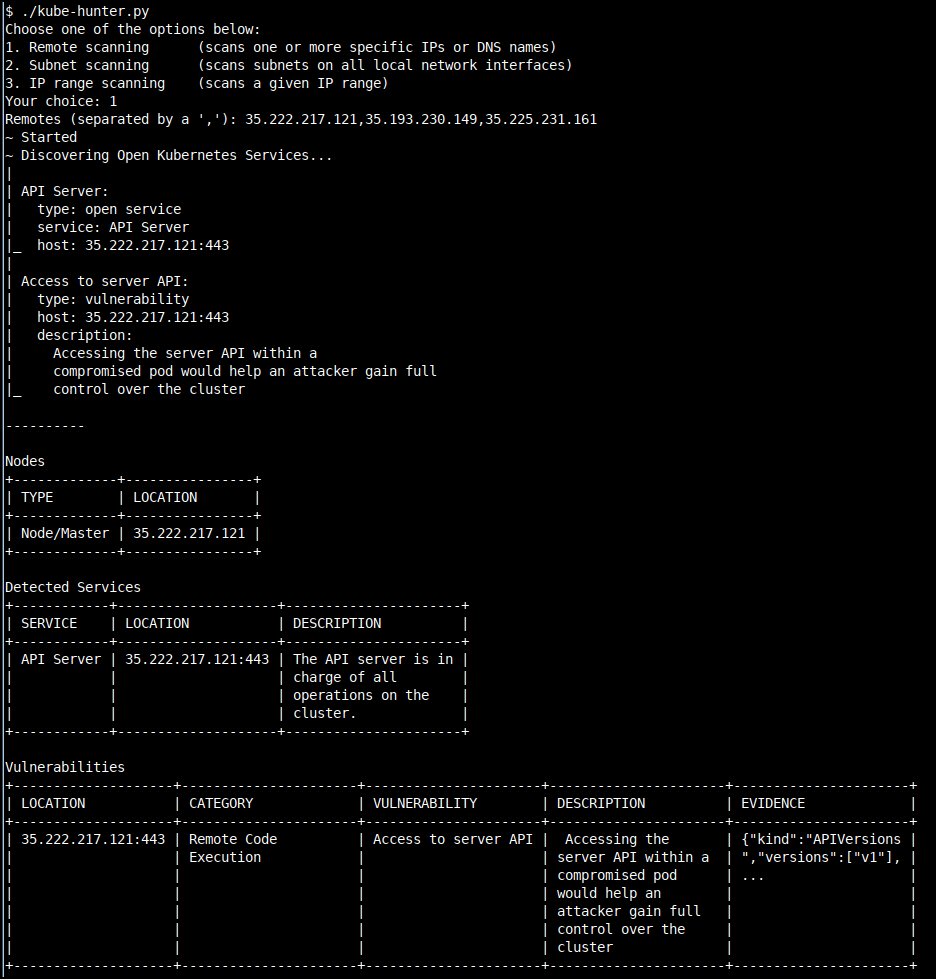 $ ./kube-hunter.py
Choose one of the options below:
1. Remote scanning      (scans one or more specific IPs or DNS names)
2. Subnet scanning      (scans subnets on all local network interfaces)
3. IP range scanning    (scans a given IP range)
Your choice: 1
Remotes (separated by a ','): 35.222.217.121,35.193.230.149,35.225.231.161
~ Started
~ Discovering Open Kubernetes Services...
|
| API Server:
|   type: open service
|   service: API Server
|_  host: 35.222.217.121:443
|
| Access to server API:
|   type: vulnerability
|   host: 35.222.217.121:443
|   description:
|     Accessing the server API within a
|     compromised pod would help an attacker gain full
|_    control over the cluster

----------

Nodes
+-------------+----------------+
| TYPE        | LOCATION       |
+-------------+----------------+
| Node/Master | 35.222.217.121 |
+-------------+----------------+

Detected Services
+------------+--------------------+----------------------+
| SERVICE    | LOCATION           | DESCRIPTION          |
+------------+--------------------+----------------------+
| API Server | 35.222.217.121:443 | The API server is in |
|            |                    | charge of all        |
|            |                    | operations on the    |
|            |                    | cluster.             |
+------------+--------------------+----------------------+

Vulnerabilities
+--------------------+----------------------+----------------------+----------------------+----------------------+
| LOCATION           | CATEGORY             | VULNERABILITY        | DESCRIPTION          | EVIDENCE             |
+--------------------+----------------------+----------------------+----------------------+----------------------+
| 35.222.217.121:443 | Remote Code          | Access to server API |  Accessing the       | {"kind":"APIVersions |
|                    | Execution            |                      | server API within a  | ","versions":["v1"], |
|                    |                      |                      | compromised pod      | ...                  |
|                    |                      |                      | would help an        |                      |
|                    |                      |                      | attacker gain full   |                      |
|                    |                      |                      | control over the     |                      |
|                    |                      |                      | cluster              |                      |
+--------------------+----------------------+----------------------+----------------------+----------------------+